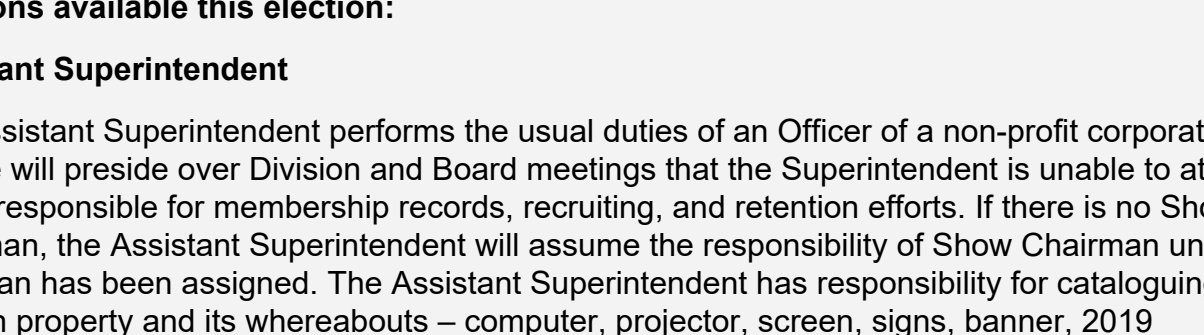 ons available this election:
ant Superintendent
ssistant Superintendent performs the usual duties of an Officer of a non-profit corporat
e will preside over Division and Board meetings that the Superintendent is unable to at
responsible for membership records, recruiting, and retention efforts. If there is no Sho
nan, the Assistant Superintendent will assume the responsibility of Show Chairman un
an has been assigned. The Assistant Superintendent has responsibility for cataloguing
n property and its whereabouts – computer, projector, screen, signs, banner, 2019